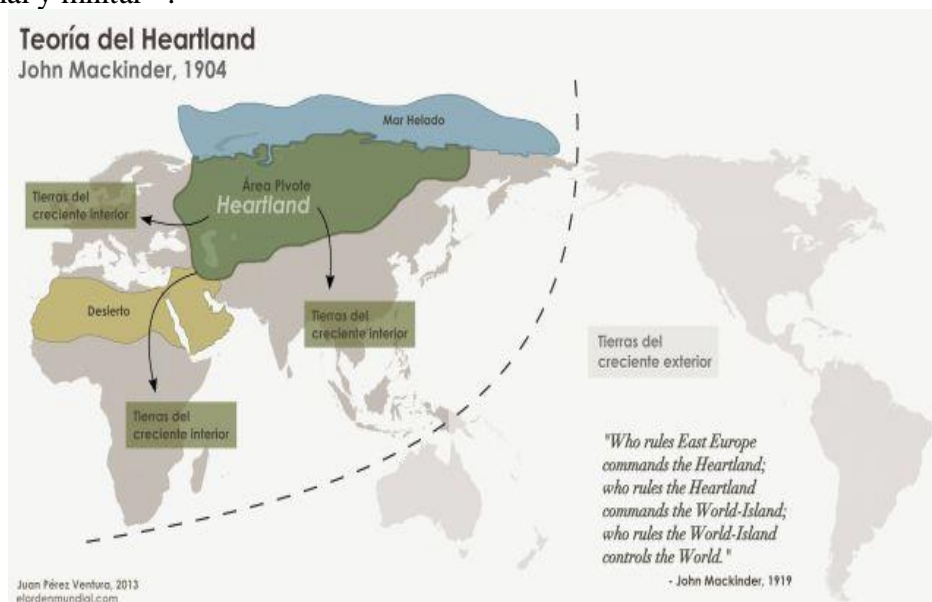 nal y militar
Teoría del Heartland
John Mackinder, 1904
Mar Helado
Área Pivote
Heartland
Tierras del
creciente interior
Desierto
Tierras del
creciente interior
Tierras del
creciente interior
Tierras del
creciente exterior
"Who rules East Europe
commands the Heartland;
who rules the Heartland
commands the World-Island;
who rules the World-Island
controls the World."
- John Mackinder, 1919
Juan Pérez Ventura, 2013
elordenmundial.com